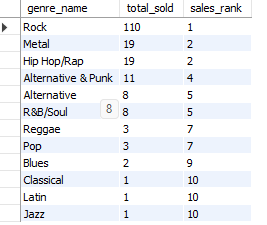 genre_name total_sold sales_rank
Rock 110 1
Metal 19 2
Hip Hop/Rap 19 2
Alternative & Punk 11 4
Alternative 8 5
R&B/Soul 8 8 5
Reggae 3 7
Pop 3 7
Blues 2 9
Classical 1 10
Latin 1 10
Jazz 1 10